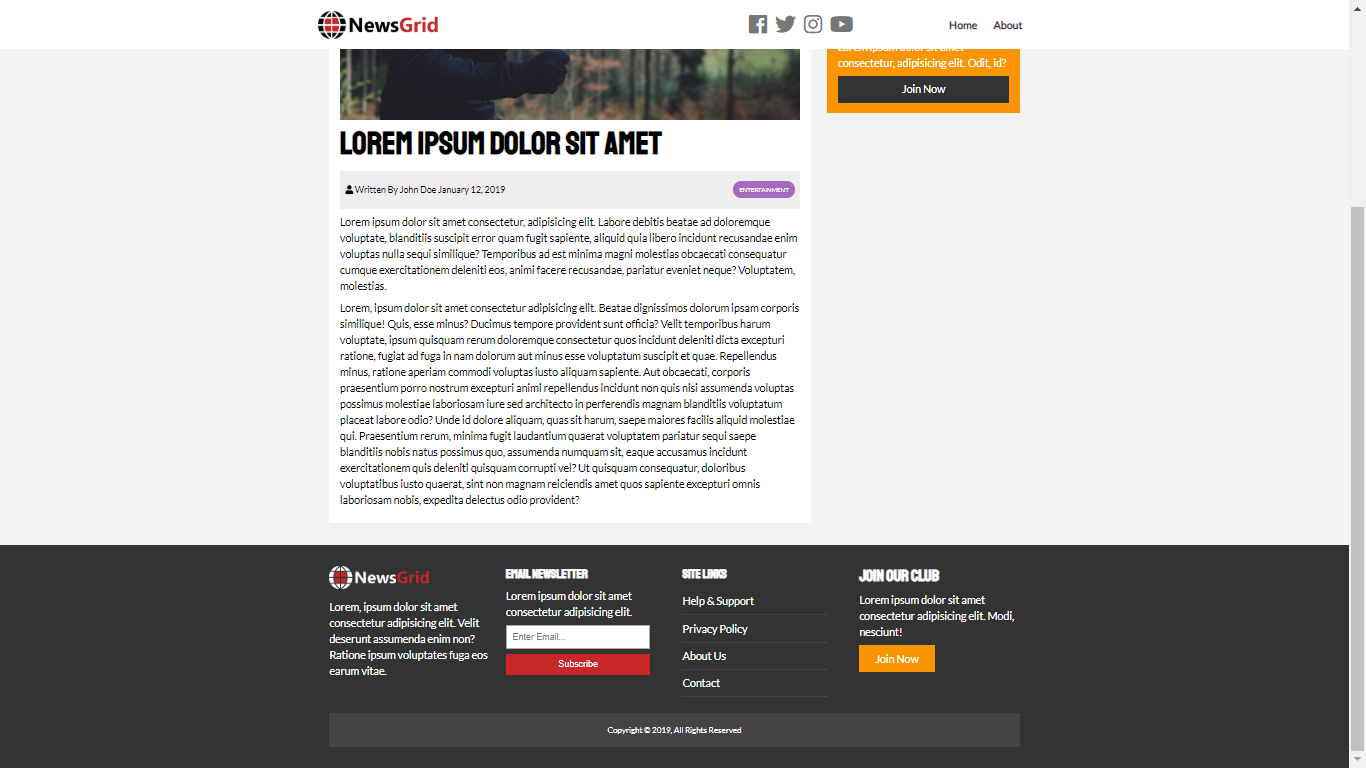 NewsGrid
Home About
consectetur, adipisicing elit. Odit, id?
Join Now
LOREM IPSUM DOLOR SIT AMET
Written By John Doe January 12, 2019
ENTERTAINMENT
Lorem ipsum dolor sit amet consectetur, adipisicing elit. Labore debitis beatae ad doloremque
voluptate, blanditiis suscipit error quam fugit sapiente, aliquid quia libero incidunt recusandae enim
voluptas nulla sequi similique? Temporibus ad est minima magni molestias obcaecati consequatur
cumque exercitationem deleniti eos, animi facere recusandae, pariatur eveniet neque? Voluptatem,
molestias.
Lorem, ipsum dolor sit amet consectetur adipisicing elit. Beatae dignissimos dolorum ipsam corporis
similique! Quis, esse minus? Ducimus tempore provident sunt officia? Velit temporibus harum
voluptate, ipsum quisquam rerum doloremque consectetur quos incidunt deleniti dicta excepturi
ratione, fugiat ad fuga in nam dolorum aut minus esse voluptatum suscipit et quae. Repellendus
minus, ratione aperiam commodi voluptas iusto aliquam sapiente. Aut obcaecati, corporis
praesentium porro nostrum excepturi animi repellendus incidunt non quis nisi assumenda voluptas
possimus molestiae laboriosam iure sed architecto in perferendis magnam blanditiis voluptatum
placeat labore odio? Unde id dolore aliquam, quas sit harum, saepe maiores facilis aliquid molestiae
qui. Praesentium rerum, minima fugit laudantium quaerat voluptatem pariatur sequi saepe
blanditiis nobis natus possimus quo, assumenda numquam sit, eaque accusamus incidunt
exercitationem quis deleniti quisquam corrupti vel? Ut quisquam consequatur, doloribus
voluptatibus iusto quaerat, sint non magnam reiciendis amet quos sapiente excepturi omnis
laboriosam nobis, expedita delectus odio provident?
NewsGrid
Lorem, ipsum dolor sit amet
consectetur adipisicing elit. Velit
deserunt assumenda enim non?
Ratione ipsum voluptates fuga eos
earum vitae.
EMAIL NEWSLETTER
Lorem ipsum dolor sit amet
consectetur adipisicing elit.
Enter Email...
Subscribe
SITE LINKS
Help & Support
Privacy Policy
About Us
Contact
JOIN OUR CLUB
Lorem ipsum dolor sit amet
consectetur adipisicing elit. Modi,
nesciunt!
Join Now
Copyright © 2019, All Rights Reserved